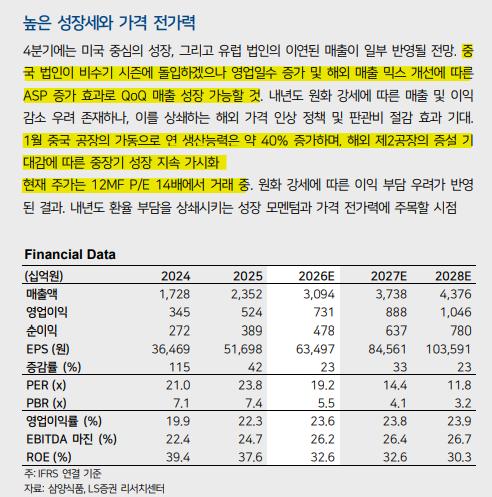 높은 성장세와 가격 전가력
4분기에는 미국 중심의 성장, 그리고 유럽 법인의 이연된 매출이 일부 반영될 전망. 중
국 법인이 비수기 시즌에 돌입하겠으나 영업일수 증가 및 해외 매출 믹스 개선에 따른
ASP 증가 효과로 QoQ 매출 성장 가능할 것. 내년도 원화 강세에 따른 매출 및 이익
감소 우려 존재하나, 이를 상쇄하는 해외 가격 인상 정책 및 판관비 절감 효과 기대.
1월 중국 공장의 가동으로 연 생산능력은 약 40% 증가하며, 해외 제2공장의 증설 기
대감에 따른 중장기 성장 지속 가시화
현재 주가는 12MF P/E 14배에서 거래 중. 원화 강세에 따른 이익 부담 우려가 반영
된 결과. 내년도 환율 부담을 상쇄시키는 성장 모멘텀과 가격 전가력에 주목할 시점
Financial Data
(십억원) 2024 2025 2026E 2027E 2028E
매출액 1,728 2,352 3,094 3,738 4,376
영업이익 345 524 731 888 1,046
순이익 272 389 478 637 780
EPS (원) 36,469 51,698 63,497 84,561 103,591
증감률 (%) 115 42 23 33 23
PER (x) 21.0 23.8 19.2 14.4 11.8
PBR (x) 7.1 7.4 5.5 4.1 3.2
영업이익률 (%) 19.9 22.3 23.6 23.8 23.9
EBITDA 마진 (%) 22.4 24.7 26.2 26.4 26.7
ROE (%) 39.4 37.6 32.6 32.6 30.3
주: IFRS 연결 기준
자료: 삼양식품, LS증권 리서치센터